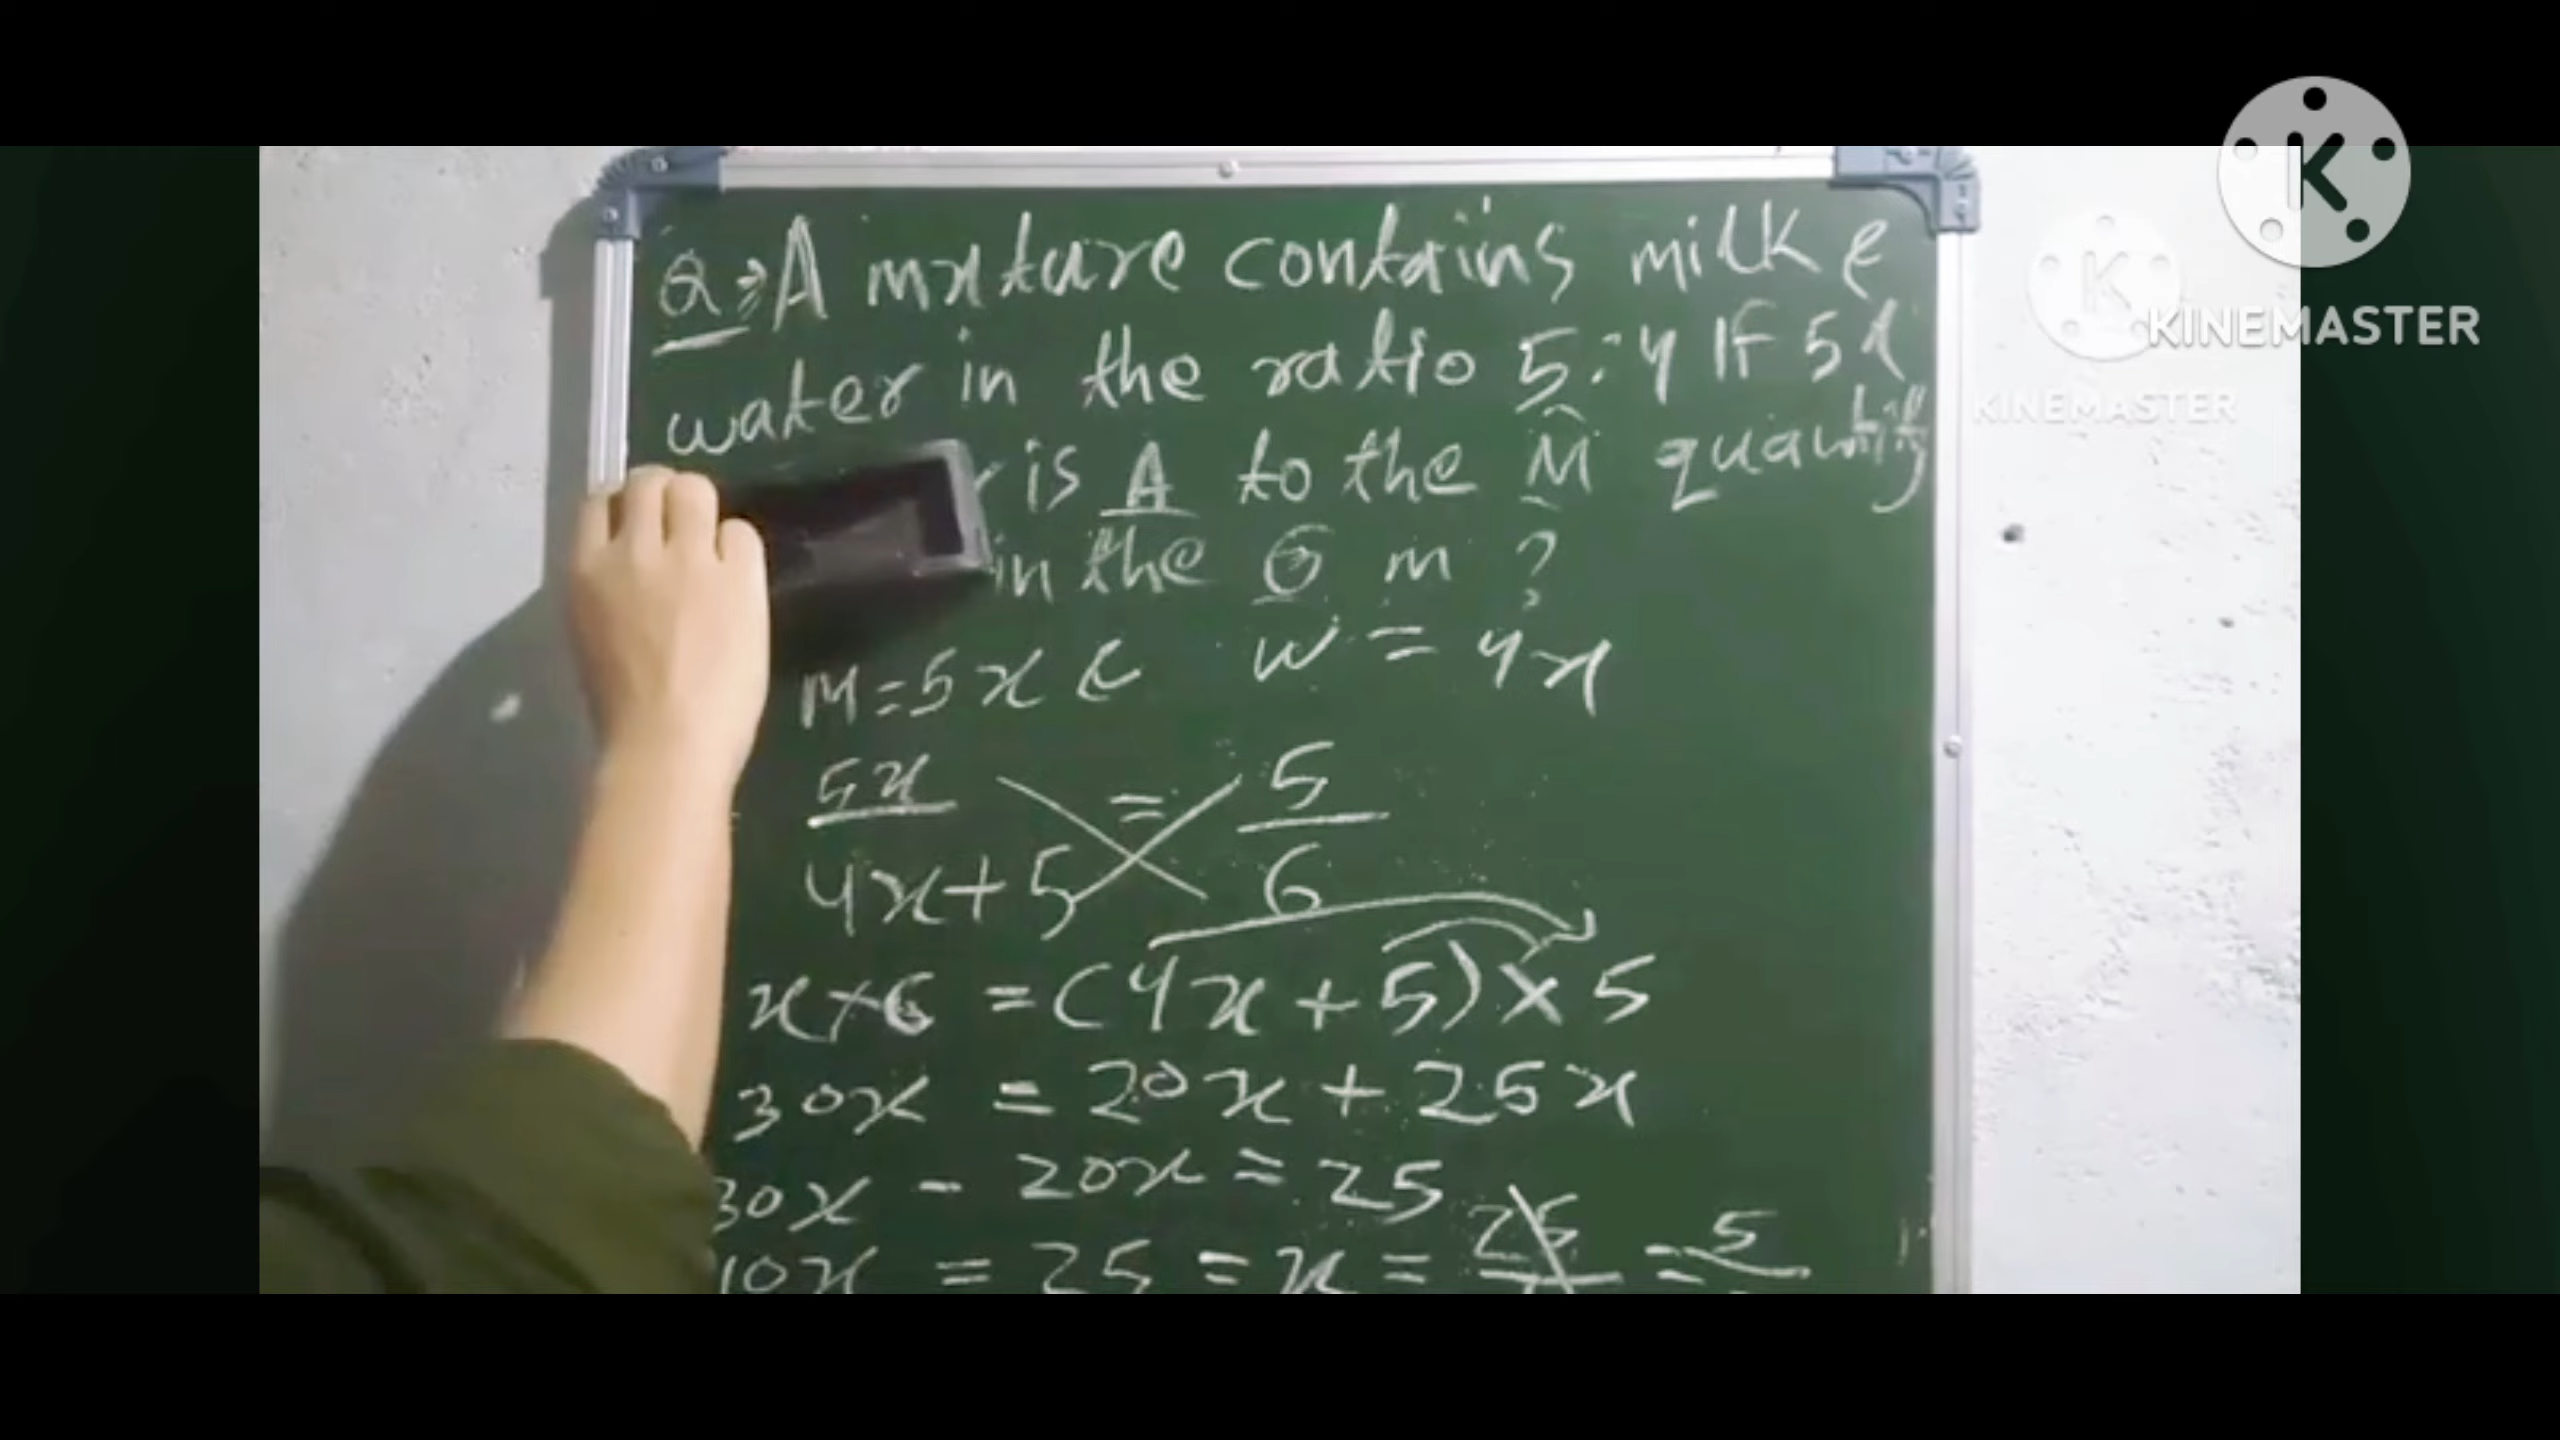 Q⇒A mxture contains milk &
water in the ratio 5:4 IF 5
is A to the M quantity
in the O m ?
M=5x & W = 4x
5x = 5
4x+5 6
x×6 = (4x+5)×5
30x = 20x + 25x
30x - 20x = 25
10x = 25 = x = 25 = 5
K
KINEMASTER
K
KINEMASTER